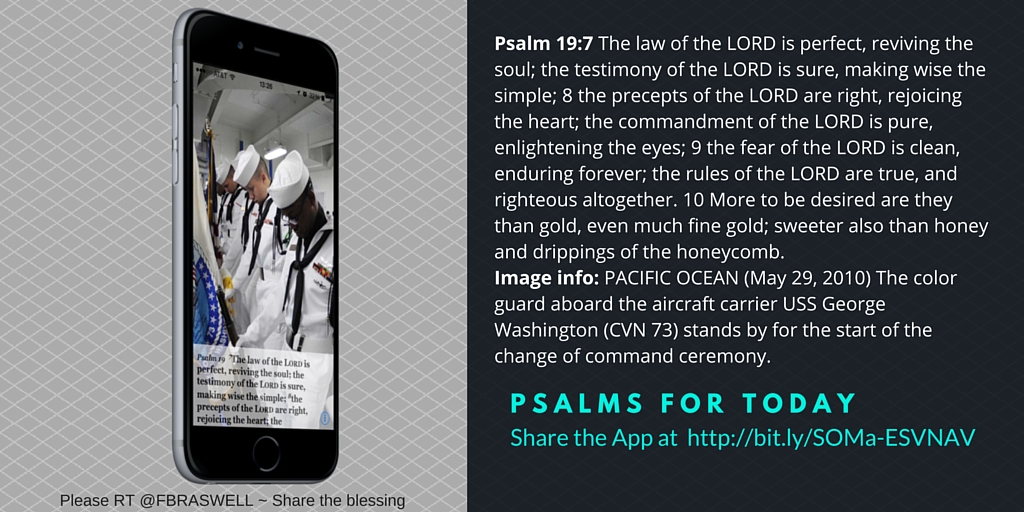 AT&T
13:26
Psalm 19 7The law of the LORD is
perfect, reviving the soul; the
testimony of the LORD is sure,
making wise the simple; 8the
precepts of the LORD are right,
rejoicing the heart; the
Please RT @FBRASWELL ~ Share the blessing
Psalm 19:7 The law of the LORD is perfect, reviving the
soul; the testimony of the LORD is sure, making wise the
simple; 8 the precepts of the LORD are right, rejoicing
the heart; the commandment of the LORD is pure,
enlightening the eyes; 9 the fear of the LORD is clean,
enduring forever; the rules of the LORD are true, and
righteous altogether. 10 More to be desired are they
than gold, even much fine gold; sweeter also than honey
and drippings of the honeycomb.
Image info: PACIFIC OCEAN (May 29, 2010) The color
guard aboard the aircraft carrier USS George
Washington (CVN 73) stands by for the start of the
change of command ceremony.
PSALMS FOR TODAY
Share the App at http://bit.ly/SOMa-ESVNAV